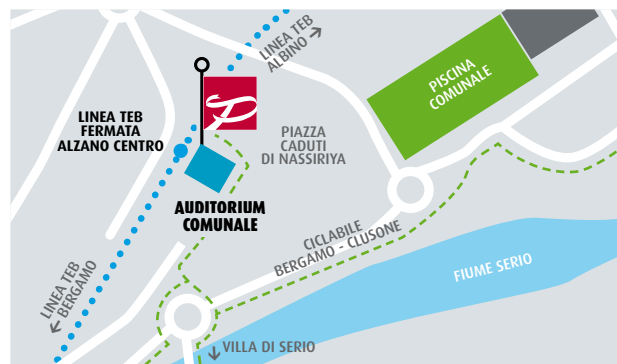 LINEA TEB
ALBINO
PISCINA
COMUNALE
LINEA TEB
FERMATA
ALZANO CENTRO
PIAZZA
CADUTI
DI NASSIRIYA
AUDITORIUM
COMUNALE
CICLABILE
BERGAMO - CLUSONE
LINEA TEB
BERGAMO
FIUME SERIO
VILLA DI SERIO